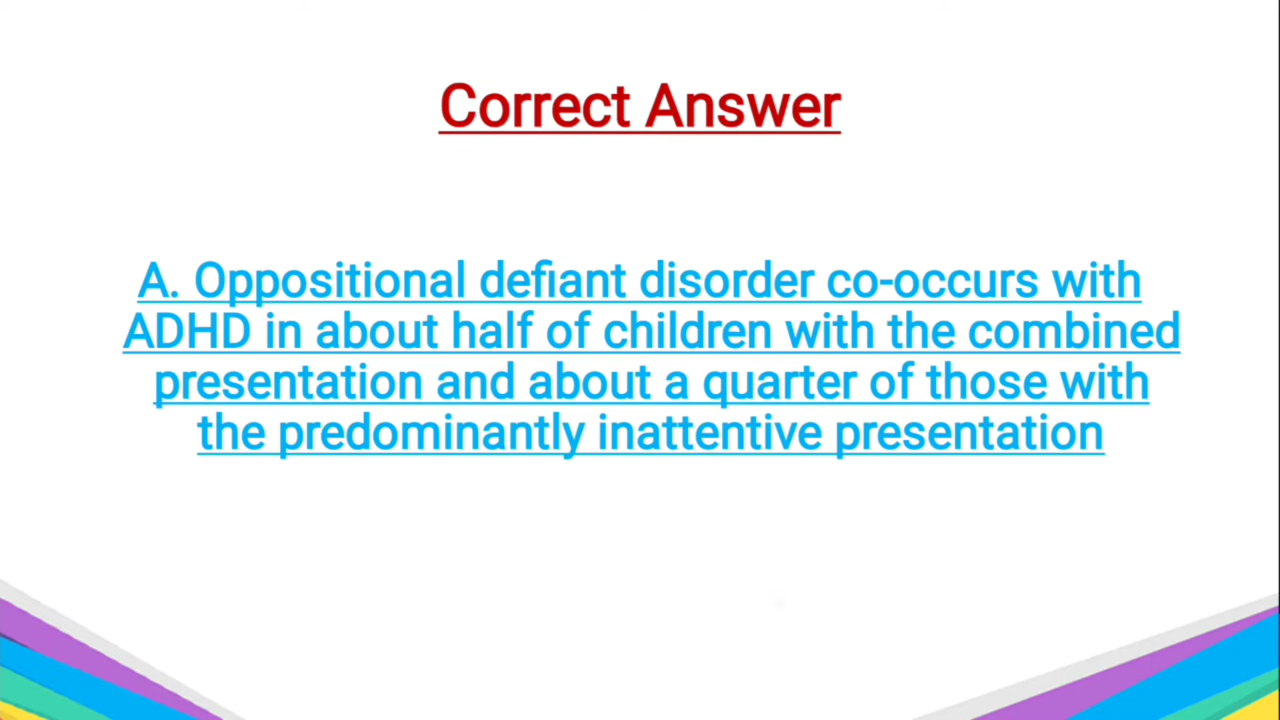 Correct Answer
A. Oppositional defiant disorder co-occurs with
ADHD in about half of children with the combined
presentation and about a quarter of those with
the predominantly inattentive presentation